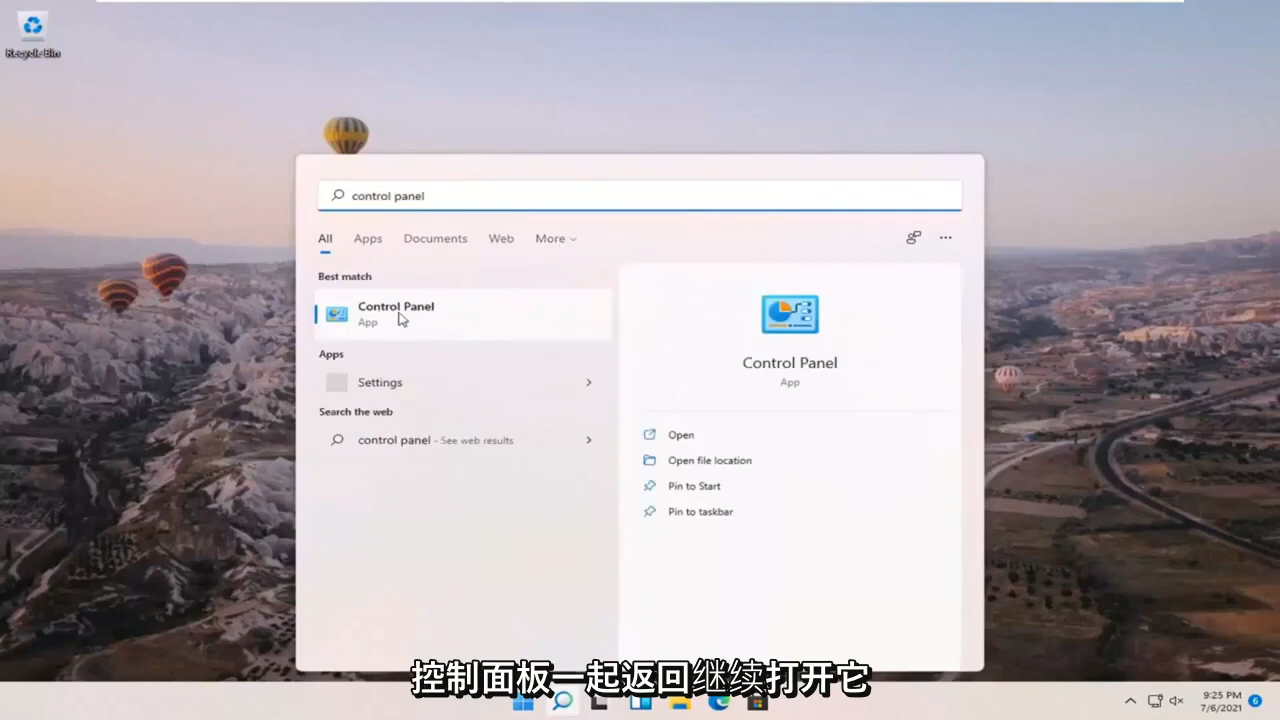 Recycle Bin
control panel
All Apps Documents Web More
Best match
Control Panel
App
Apps
Settings
Search the web
control panel - See web results
Control Panel
App
Open
Open file location
Pin to Start
Pin to taskbar
控制面板一起返回继续打开它
9:25 PM
7/6/2021
6